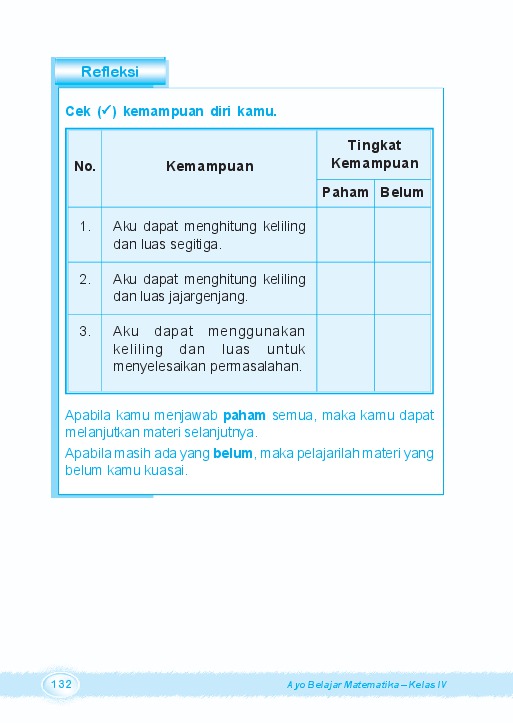 Refleksi
Cek (✓) kemampuan diri kamu.
No.
Kemampuan
Tingkat
Kemampuan
Paham
Belum
1.
Aku dapat menghitung keliling
dan luas segitiga.
2.
Aku dapat menghitung keliling
dan luas jajargenjang.
3.
Aku dapat menggunakan
keliling dan luas untuk
menyelesaikan permasalahan.
Apabila kamu menjawab paham semua, maka kamu dapat
melanjutkan materi selanjutnya.
Apabila masih ada yang belum, maka pelajarilah materi yang
belum kamu kuasai.
132
Ayo Belajar Matematika – Kelas IV